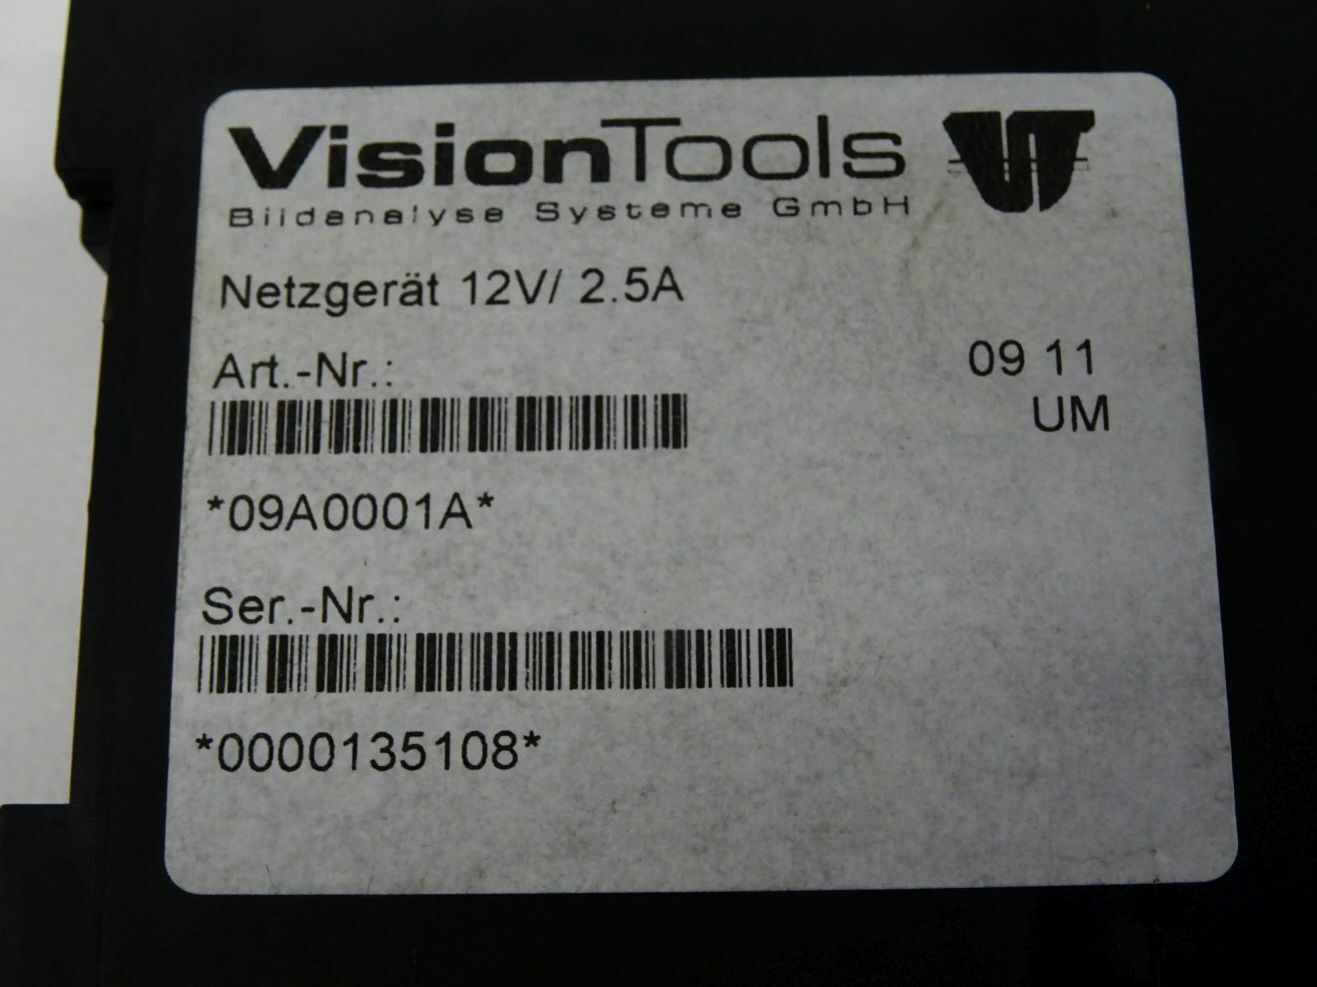 VisionTools
Bildanalyse Systeme GmbH
Netzgerät 12V/ 2.5A
Art.-Nr.:
09 11
UM
*09A0001A*
Ser.-Nr.:
*0000135108*